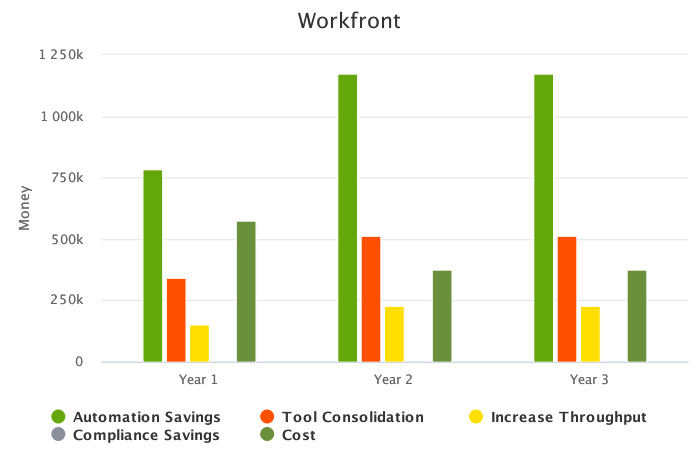 Workfront
1 250k
1 000k
750k
500k
250k
0
Money
Year 1
Year 2
Year 3
Automation Savings
Tool Consolidation
Increase Throughput
Compliance Savings
Cost